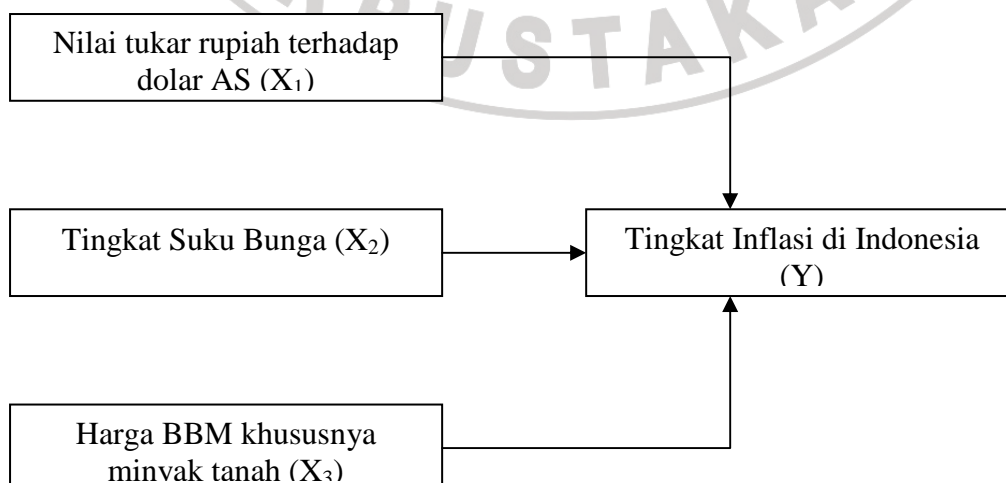 Nilai tukar rupiah terhadap
dolar AS (X₁)
Tingkat Suku Bunga (X₂)
Tingkat Inflasi di Indonesia
(Y)
Harga BBM khususnya
minyak tanah (X₃)